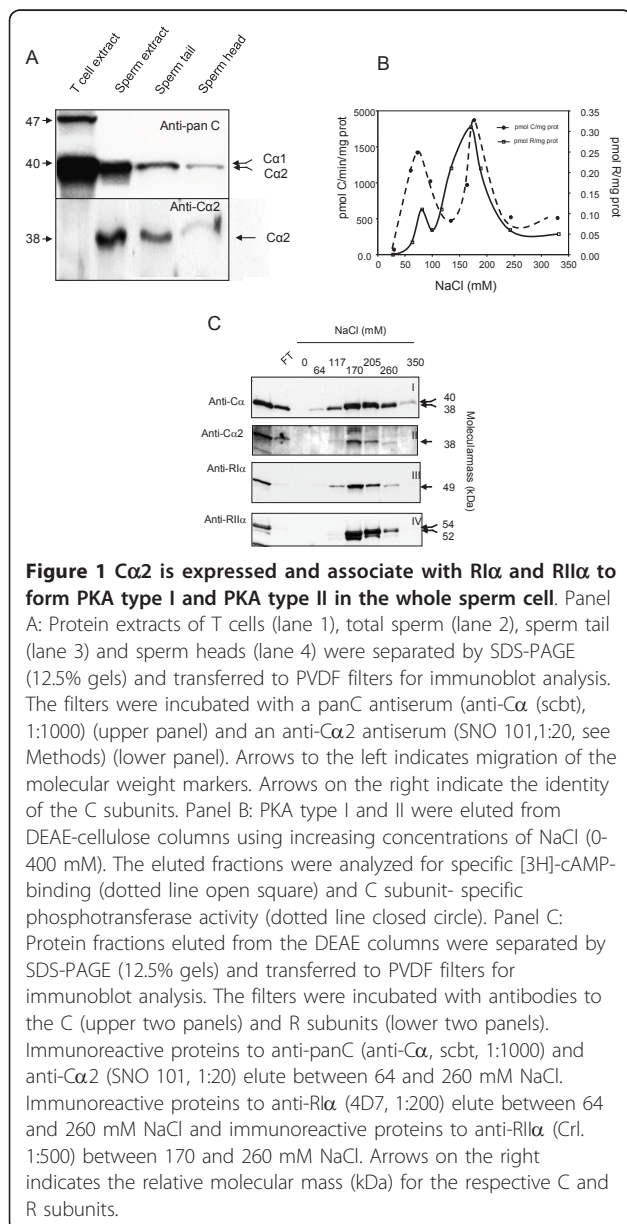 A
T cell extract
Sperm extract
Sperm tail
Sperm head
47
Anti-pan C
40
Cα1
Cα2
Anti-Cα2
38
Cα2
B
5000
1500
1000
500
0.0
pmol C/min/mg prot
pmol C/mg prot
pmol R/mg prot
0.35
0.30
0.25
0.20
0.15
0.10
0.05
0.00
pmol R/mg prot
0 50 100 150 200 250 300 350
NaCl (mM)
C
NaCl (mM)
FT 0 64 117 170 205 260 350
Anti-Cα
I
40
38
Anti-Cα2
II
38
Anti-RIα
III
49
Anti-RIIα
IV
54
52
Molecularmass (kDa)
Figure 1 Cα2 is expressed and associate with RIα and RIIα to
form PKA type I and PKA type II in the whole sperm cell. Panel
A: Protein extracts of T cells (lane 1), total sperm (lane 2), sperm tail
(lane 3) and sperm heads (lane 4) were separated by SDS-PAGE
(12.5% gels) and transferred to PVDF filters for immunoblot analysis.
The filters were incubated with a panC antiserum (anti-Cα (scbt),
1:1000) (upper panel) and an anti-Cα2 antiserum (SNO 101,1:20, see
Methods) (lower panel). Arrows to the left indicates migration of the
molecular weight markers. Arrows on the right indicate the identity
of the C subunits. Panel B: PKA type I and II were eluted from
DEAE-cellulose columns using increasing concentrations of NaCl (0-
400 mM). The eluted fractions were analyzed for specific [3H]-cAMP-
binding (dotted line open square) and C subunit- specific
phosphotransferase activity (dotted line closed circle). Panel C:
Protein fractions eluted from the DEAE columns were separated by
SDS-PAGE (12.5% gels) and transferred to PVDF filters for
immunoblot analysis. The filters were incubated with antibodies to
the C (upper two panels) and R subunits (lower two panels).
Immunoreactive proteins to anti-panC (anti-Cα, scbt, 1:1000) and
anti-Cα2 (SNO 101, 1:20) elute between 64 and 260 mM NaCl.
Immunoreactive proteins to anti-RIα (4D7, 1:200) elute between 64
and 260 mM NaCl and immunoreactive proteins to anti-RIIα (Crl.
1:500) between 170 and 260 mM NaCl. Arrows on the right
indicates the relative molecular mass (kDa) for the respective C and
R subunits.